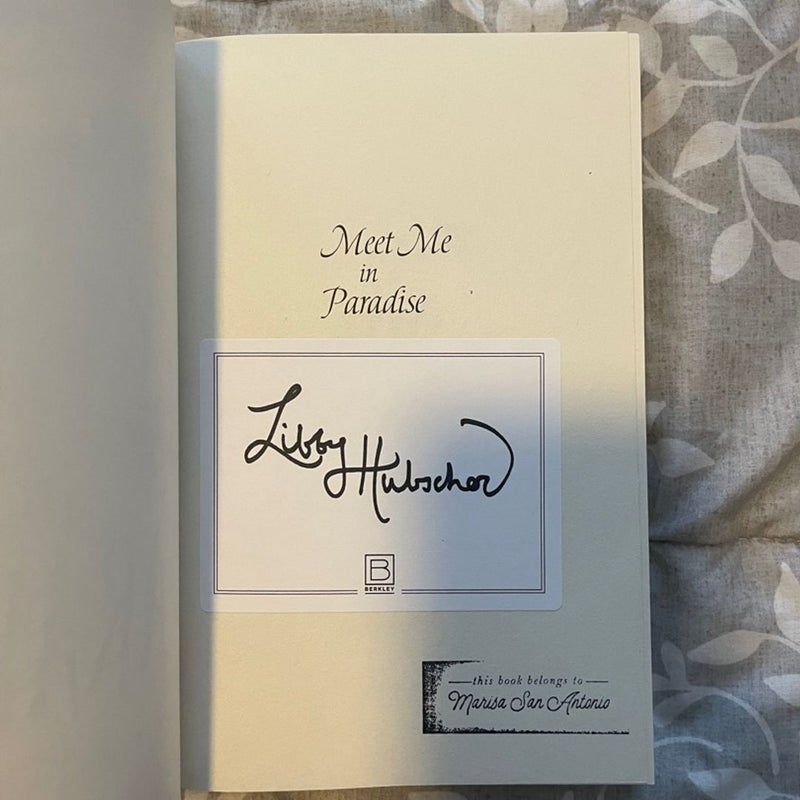 Meet Me
in
Paradise
Libby
Hubscher
B
BERKLEY
this book belongs to
Marisa San Antonio